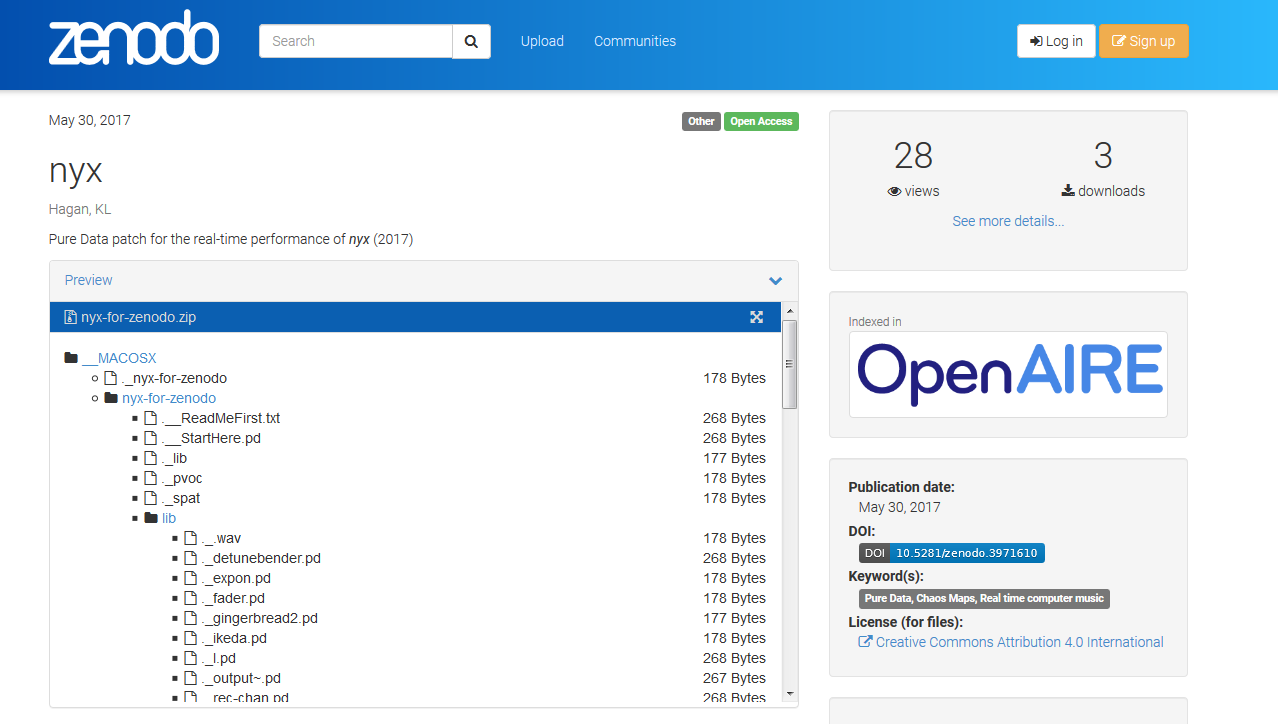 zenodo
Search
Upload
Communities
Log in
Sign up
May 30, 2017
Other
Open Access
nyx
Hagan, KL
Pure Data patch for the real-time performance of nyx (2017)
Preview
nyx-for-zenodo.zip
__MACOSX
._nyx-for-zenodo 178 Bytes
nyx-for-zenodo
.__ReadMeFirst.txt 268 Bytes
.__StartHere.pd 268 Bytes
._lib 177 Bytes
._pvoc 178 Bytes
._spat 178 Bytes
lib
._.wav 178 Bytes
._detunebender.pd 268 Bytes
._expon.pd 178 Bytes
._fader.pd 178 Bytes
._gingerbread2.pd 177 Bytes
._ikeda.pd 178 Bytes
._l.pd 268 Bytes
._output~.pd 267 Bytes
._rec-chan.pd 268 Bytes
28 3
views downloads
See more details...
Indexed in
OpenAIRE
Publication date:
May 30, 2017
DOI:
DOI 10.5281/zenodo.3971610
Keyword(s):
Pure Data, Chaos Maps, Real time computer music
License (for files):
Creative Commons Attribution 4.0 International